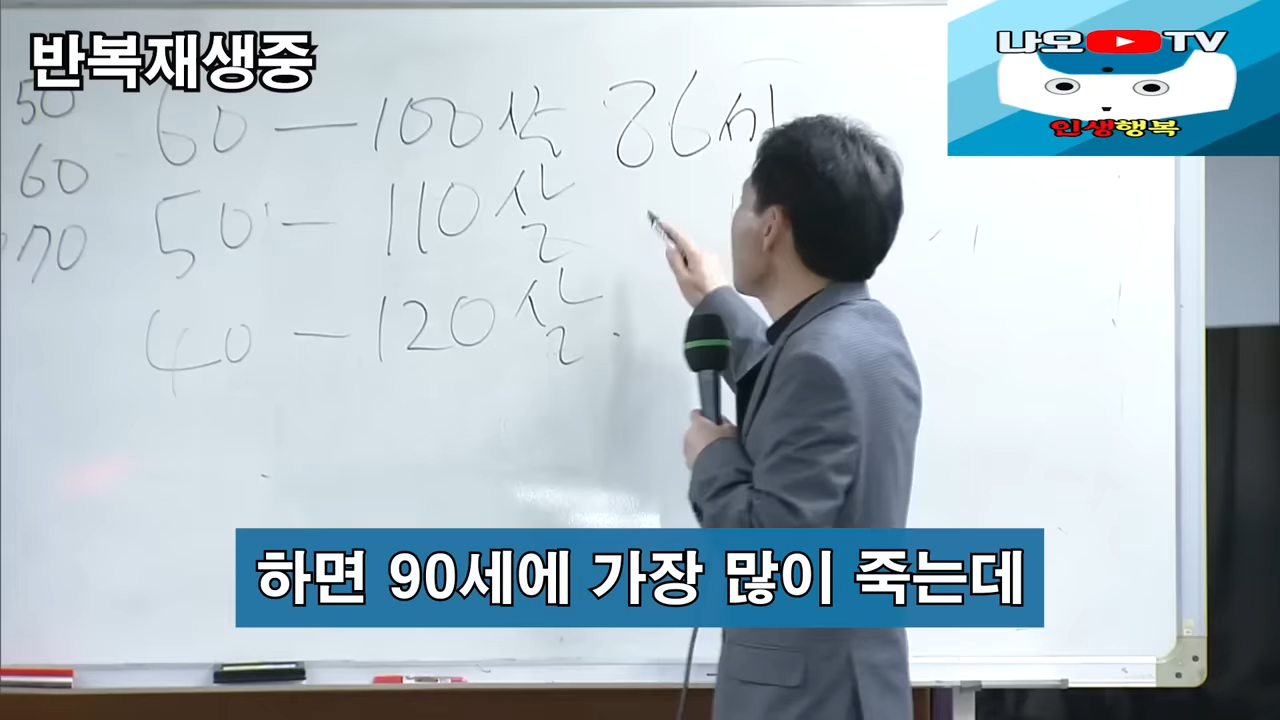 반복재생중
나오 TV
인생행복
50
60
70
60 — 100살 86세
50 — 110살
40 — 120살
하면 90세에 가장 많이 죽는데